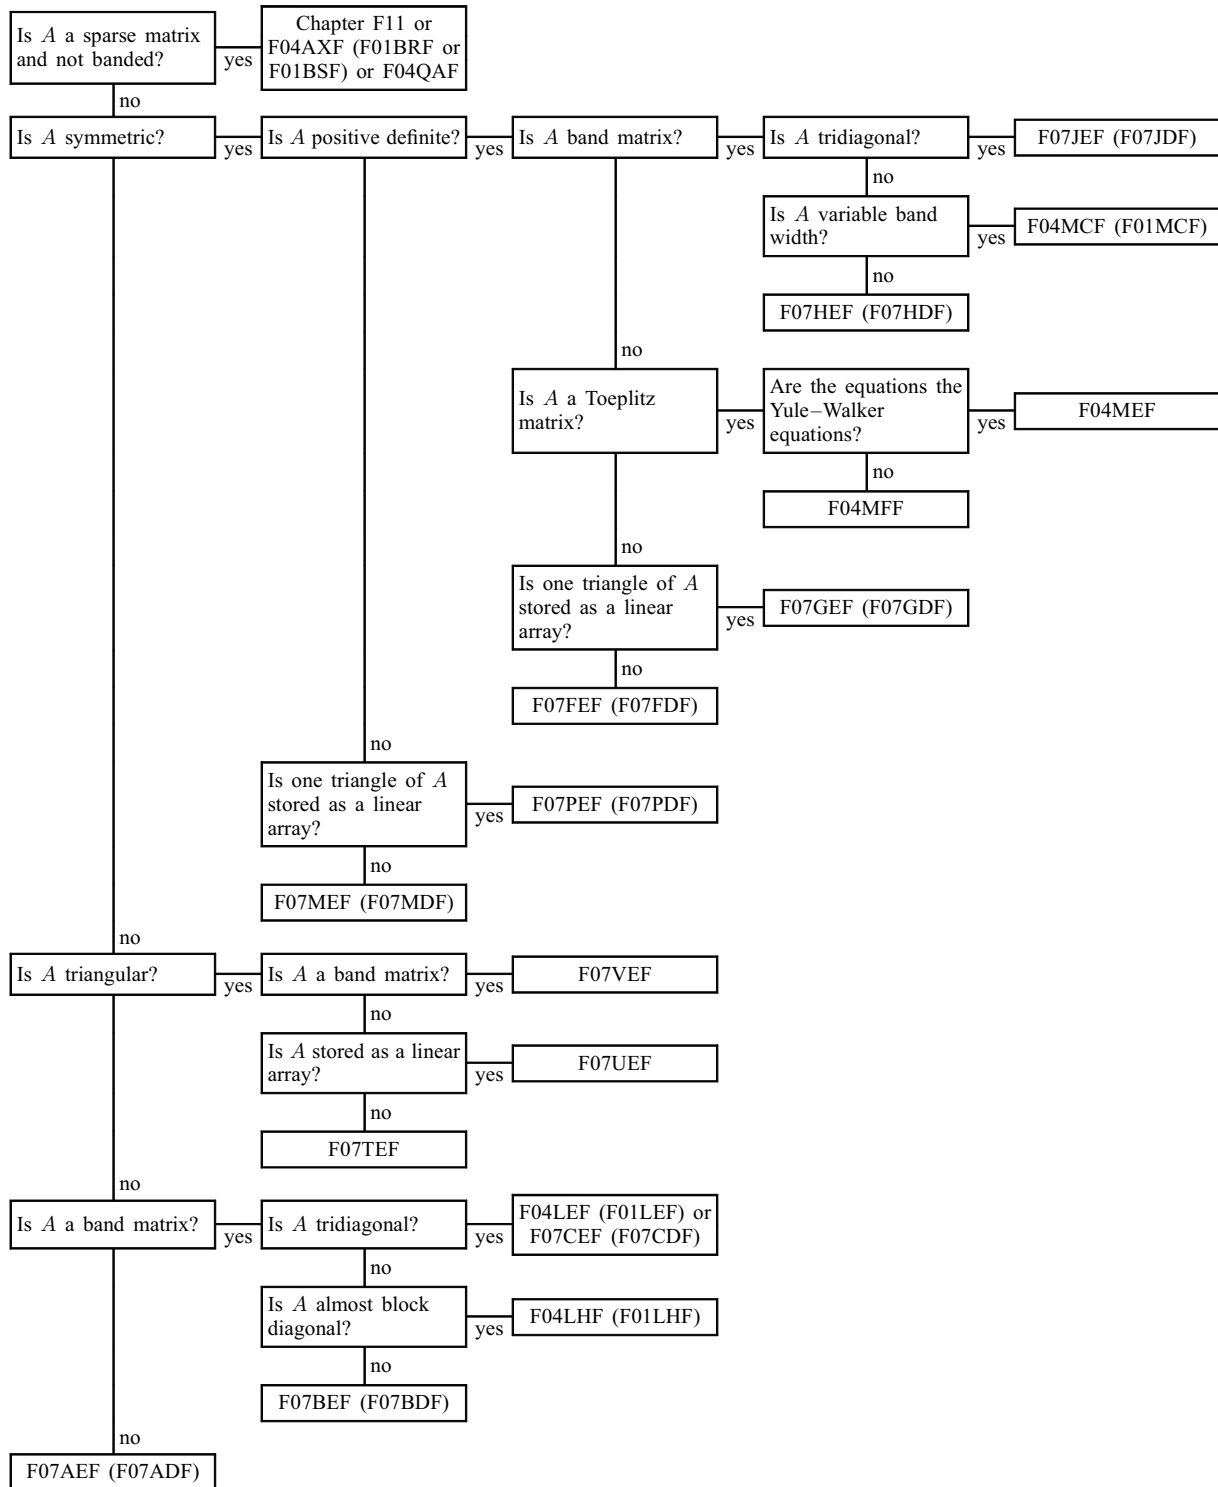 Is A a sparse matrix
and not banded?
yes
Chapter F11 or
F04AXF (F01BRF or
F01BSF) or F04QAF
no
Is A symmetric?
yes
Is A positive definite?
yes
Is A band matrix?
yes
Is A tridiagonal?
yes
F07JEF (F07JDF)
no
Is A variable band
width?
yes
F04MCF (F01MCF)
no
F07HEF (F07HDF)
no
Is A a Toeplitz
matrix?
yes
Are the equations the
Yule–Walker
equations?
yes
F04MEF
no
F04MFF
no
Is one triangle of A
stored as a linear
array?
yes
F07GEF (F07GDF)
no
F07FEF (F07FDF)
no
Is one triangle of A
stored as a linear
array?
yes
F07PEF (F07PDF)
no
F07MEF (F07MDF)
no
Is A triangular?
yes
Is A a band matrix?
yes
F07VEF
no
Is A stored as a linear
array?
yes
F07UEF
no
F07TEF
no
Is A a band matrix?
yes
Is A tridiagonal?
yes
F04LEF (F01LEF) or
F07CEF (F07CDF)
no
Is A almost block
diagonal?
yes
F04LHF (F01LHF)
no
F07BEF (F07BDF)
no
F07AEF (F07ADF)